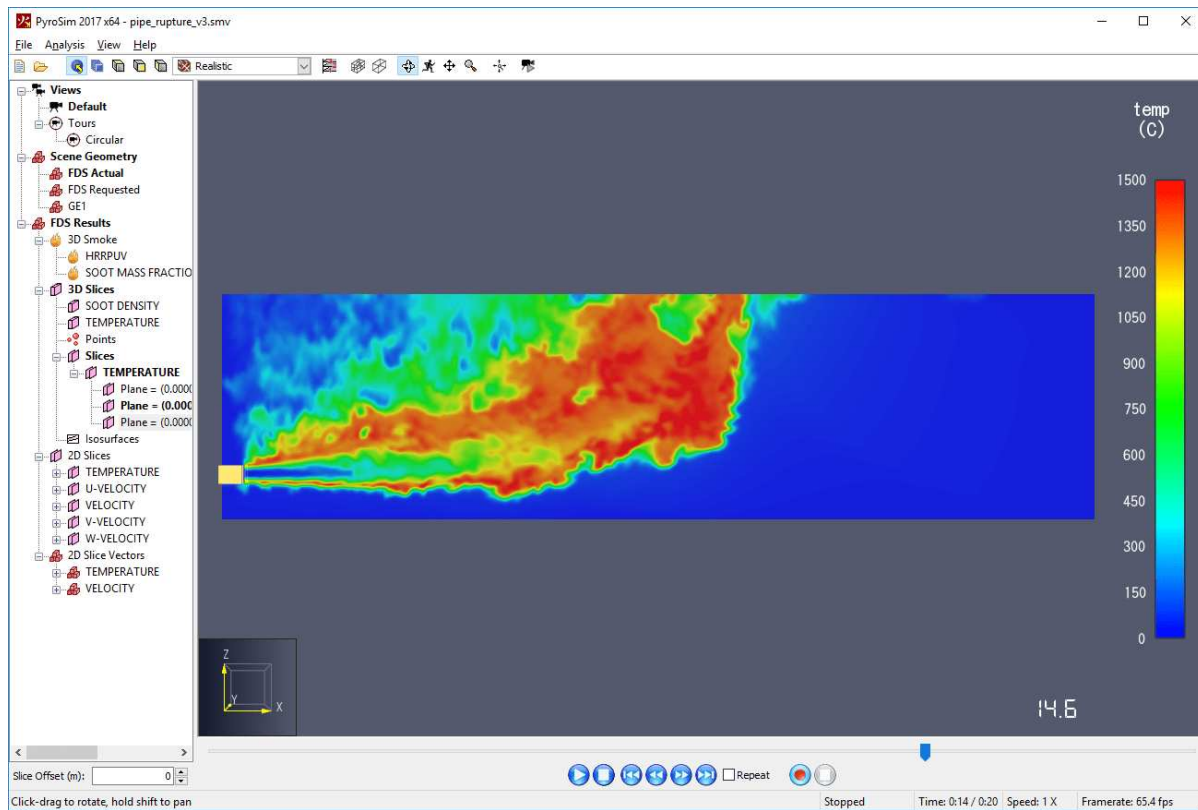 PyroSim 2017 x64 - pipe_rupture_v3.smv
File Analysis View Help
Realistic
Views
Default
Tours
Circular
Scene Geometry
FDS Actual
FDS Requested
GE1
FDS Results
3D Smoke
HRRPUV
SOOT MASS FRACTIO
3D Slices
SOOT DENSITY
TEMPERATURE
Points
Slices
TEMPERATURE
Plane = (0.0000
Plane = (0.000
Plane = (0.0000
Isosurfaces
2D Slices
TEMPERATURE
U-VELOCITY
VELOCITY
V-VELOCITY
W-VELOCITY
2D Slice Vectors
TEMPERATURE
VELOCITY
temp
(C)
1500
1350
1200
1050
900
750
600
450
300
150
0
Z
Y
X
14.6
Slice Offset (m): 0
Repeat
Click-drag to rotate, hold shift to pan
Stopped
Time: 0:14 / 0:20
Speed: 1 X
Framerate: 65.4 fps